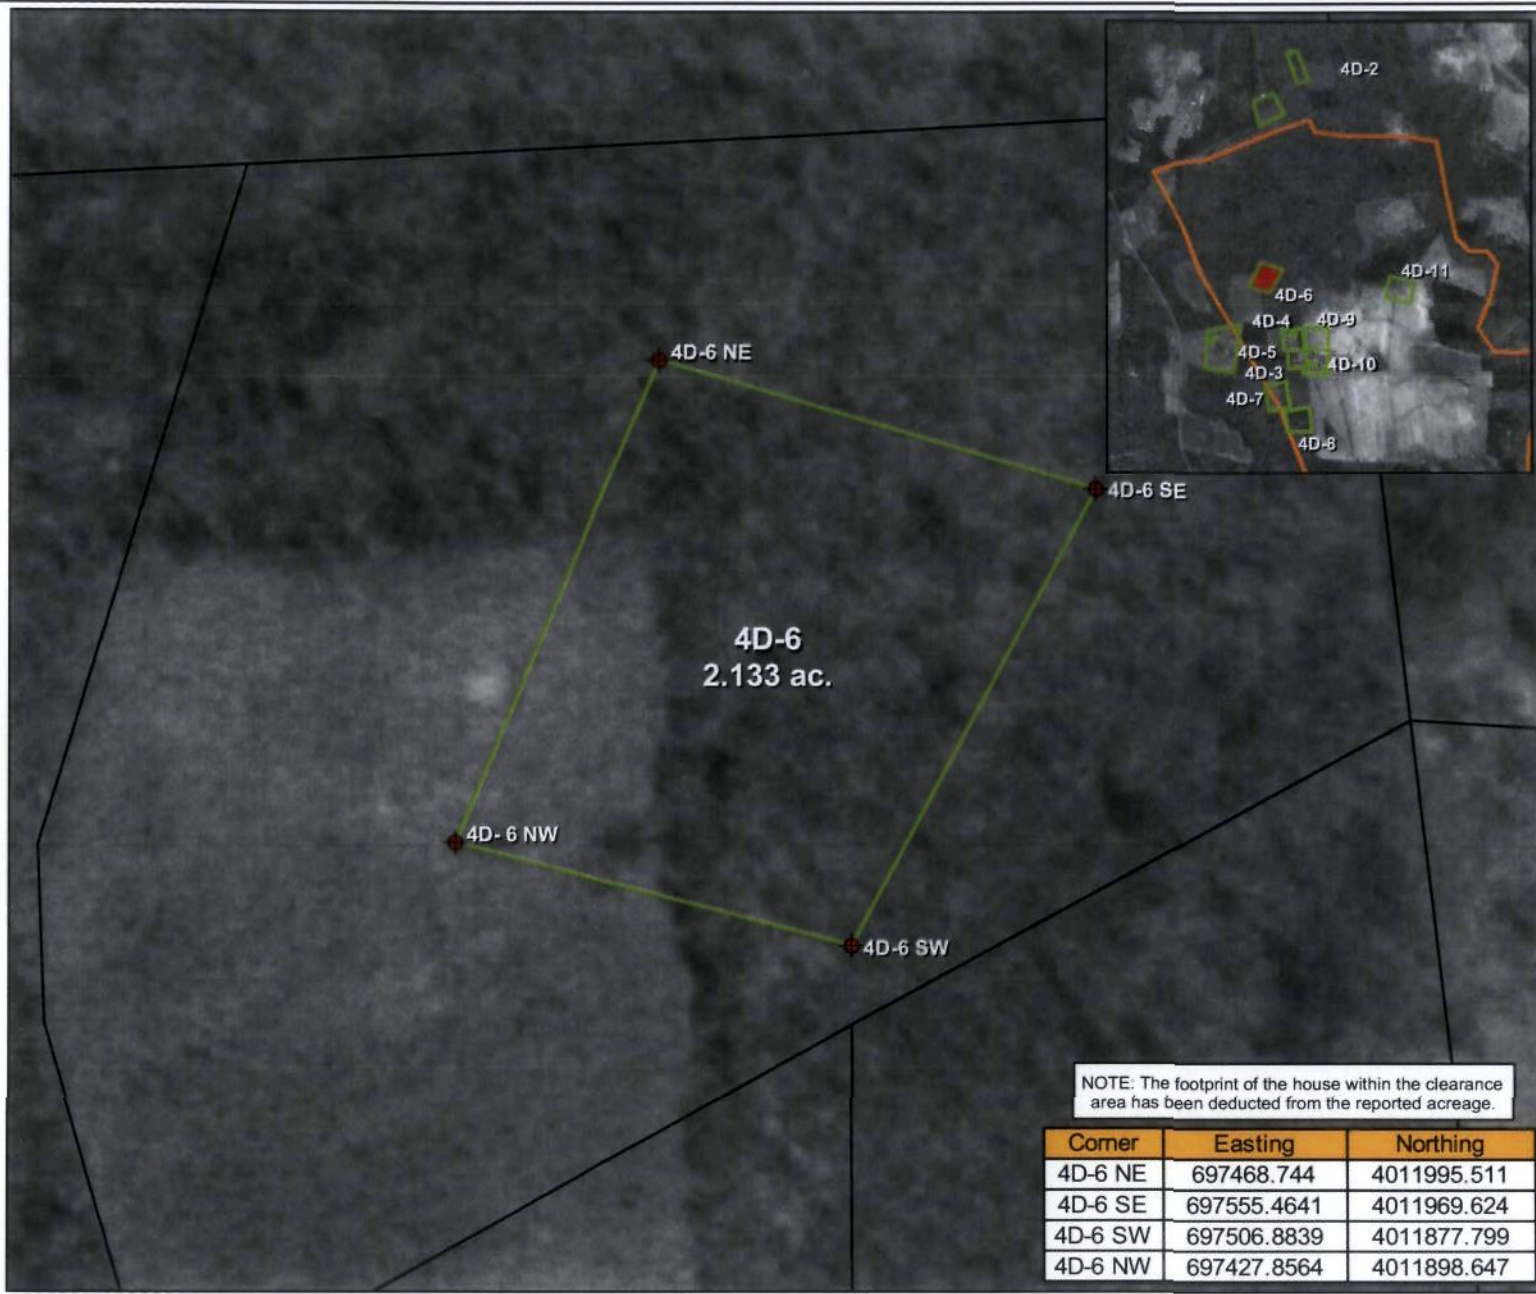 4D-2
4D-11
4D-6
4D-4
4D-9
4D-5
4D-10
4D-3
4D-7
4D-8
4D-6 NE
4D-6 SE
4D-6
2.133 ac.
4D- 6 NW
4D-6 SW
NOTE: The footprint of the house within the clearance
area has been deducted from the reported acreage.
Corner Easting Northing
4D-6 NE 697468.744 4011995.511
4D-6 SE 697555.4641 4011969.624
4D-6 SW 697506.8839 4011877.799
4D-6 NW 697427.8564 4011898.647